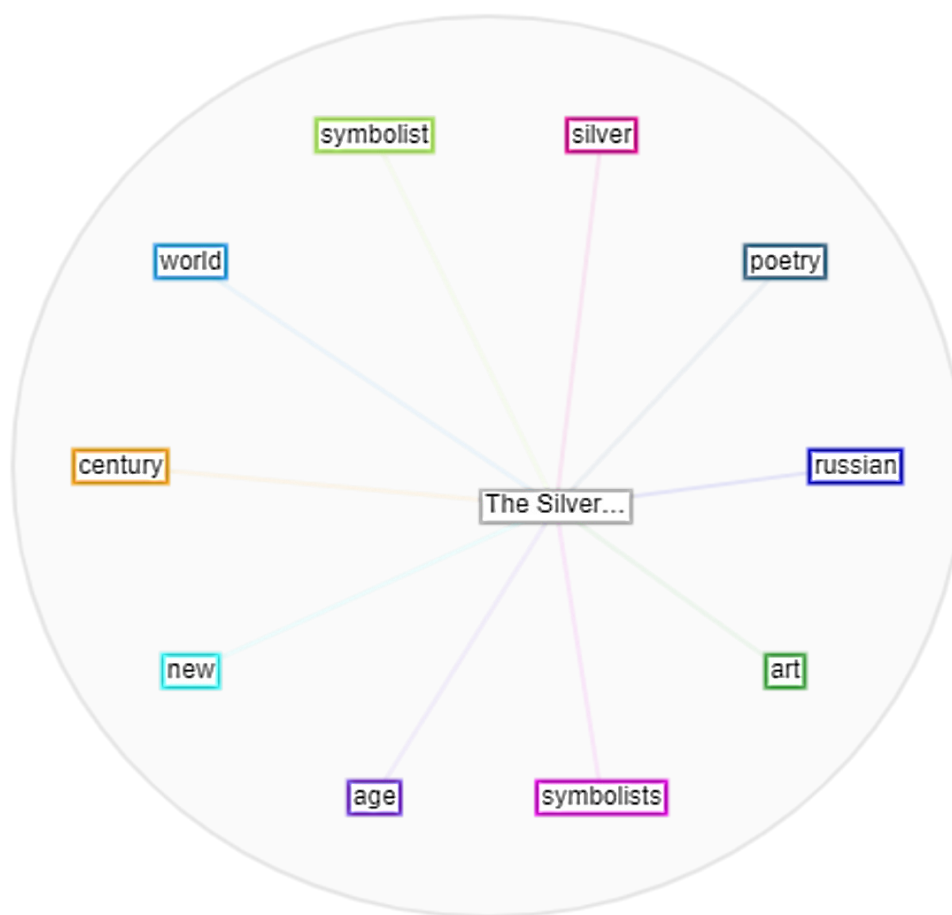 symbolist
silver
world
poetry
century
russian
The Silver...
new
art
age
symbolists